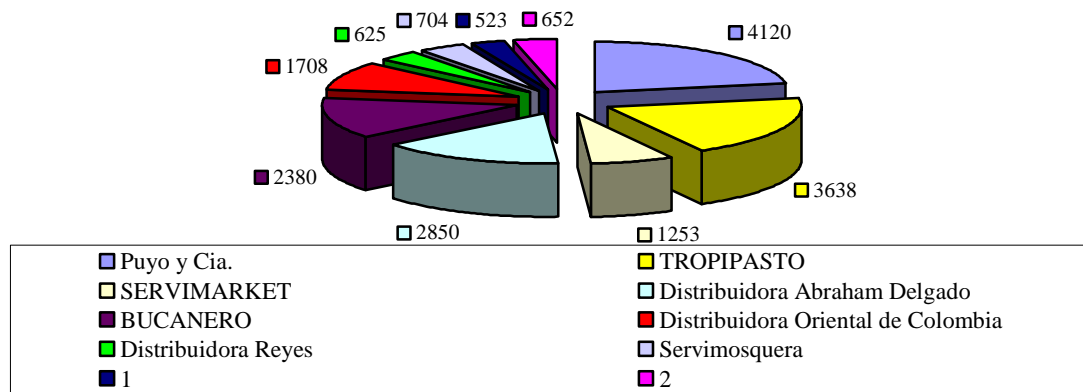 704 523 652
625 4120
1708
2380 3638
2850 1253
Puyo y Cia. TROPIPASTO
SERVIMARKET Distribuidora Abraham Delgado
BUCANERO Distribuidora Oriental de Colombia
Distribuidora Reyes Servimosquera
1 2